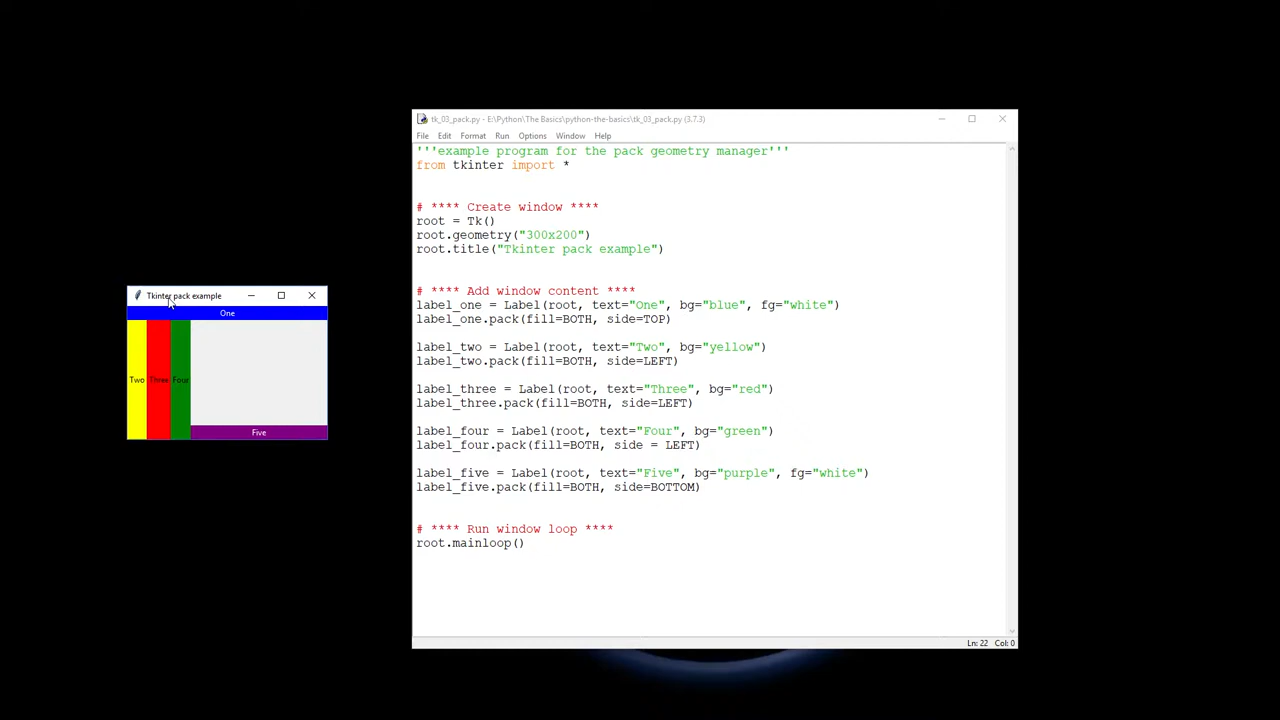 Tkinter pack example
One
Two Three Four
Five
tk_03_pack.py - E:\Python\The Basics\python-the-basics\tk_03_pack.py (3.7.3)
File Edit Format Run Options Window Help
'''example program for the pack geometry manager'''
from tkinter import *
# **** Create window ****
root = Tk()
root.geometry("300x200")
root.title("Tkinter pack example")
# **** Add window content ****
label_one = Label(root, text="One", bg="blue", fg="white")
label_one.pack(fill=BOTH, side=TOP)
label_two = Label(root, text="Two", bg="yellow")
label_two.pack(fill=BOTH, side=LEFT)
label_three = Label(root, text="Three", bg="red")
label_three.pack(fill=BOTH, side=LEFT)
label_four = Label(root, text="Four", bg="green")
label_four.pack(fill=BOTH, side = LEFT)
label_five = Label(root, text="Five", bg="purple", fg="white")
label_five.pack(fill=BOTH, side=BOTTOM)
# **** Run window loop ****
root.mainloop()
Ln: 22 Col: 0